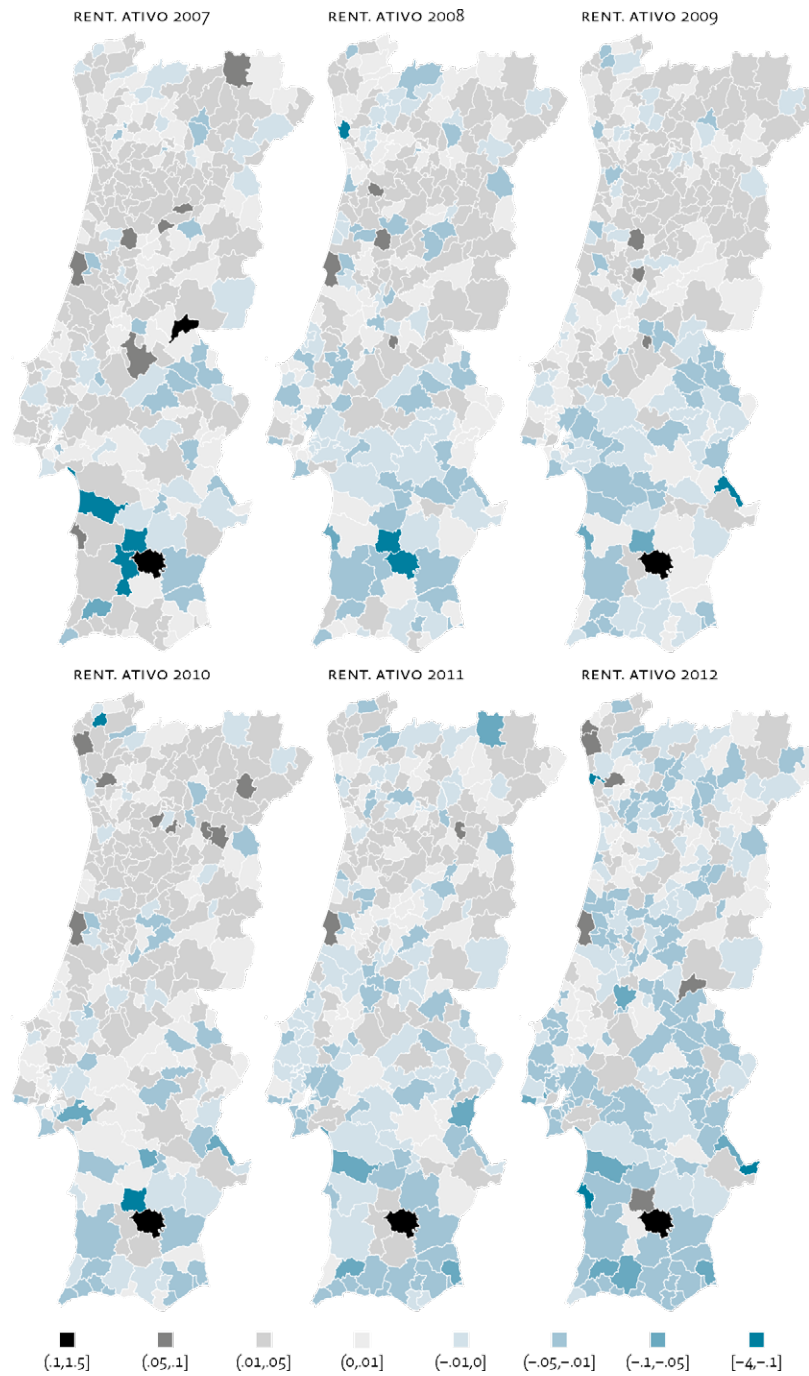 RENT. ATIVO 2007
RENT. ATIVO 2008
RENT. ATIVO 2009
RENT. ATIVO 2010
RENT. ATIVO 2011
RENT. ATIVO 2012
(.1,1.5] (.05,.1] (.01,.05] (0,.01] (−.01,0] (−.05,−.01] (−.1,−.05] [−4,−.1]